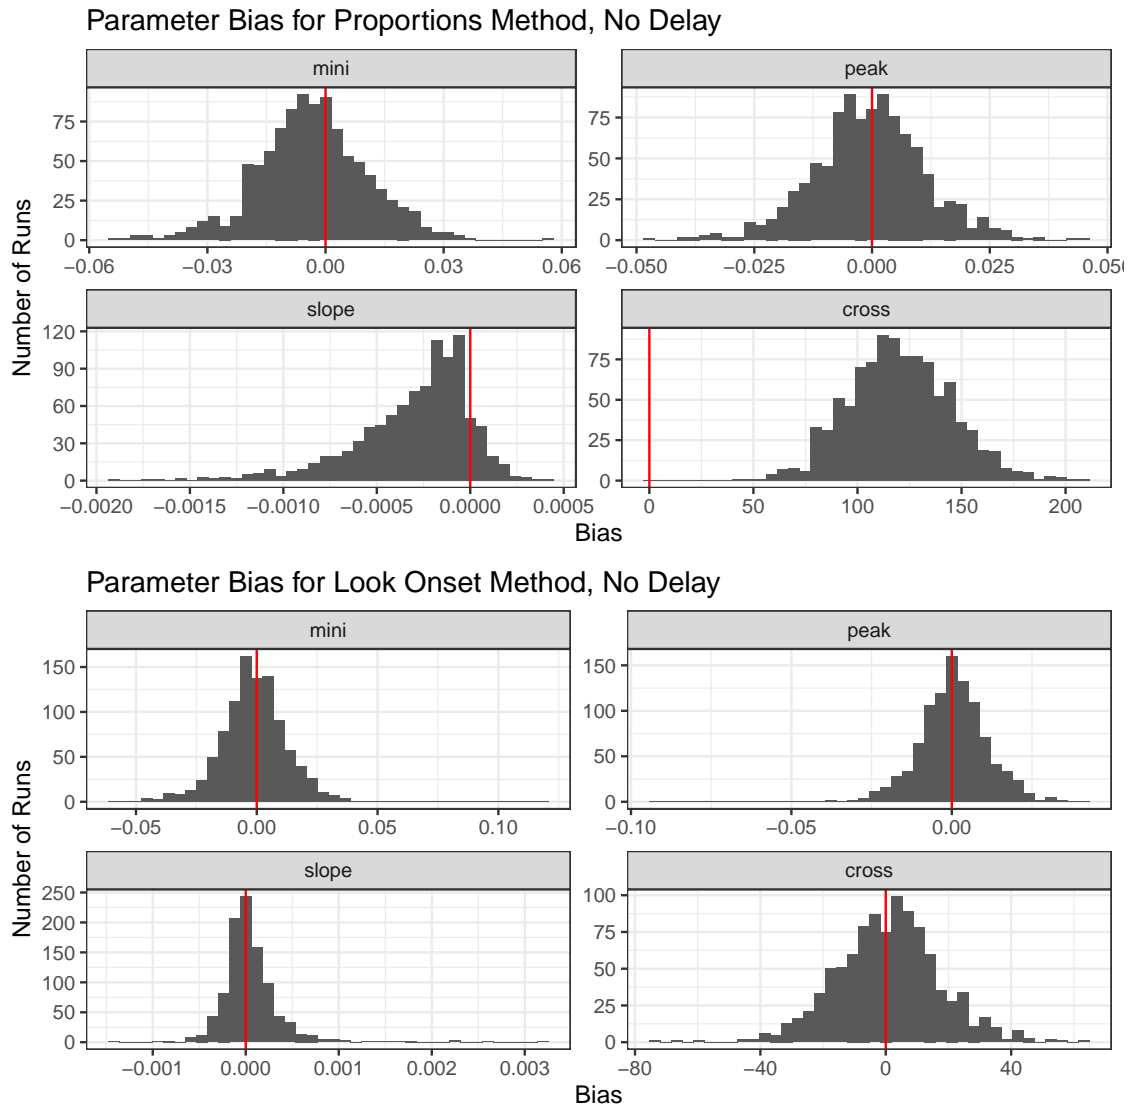 Parameter Bias for Proportions Method, No Delay
mini
peak
75
50
25
0
−0.06 −0.03 0.00 0.03 0.06
75
50
25
0
−0.050 −0.025 0.000 0.025 0.050
slope
cross
120
90
60
30
0
−0.0020 −0.0015 −0.0010 −0.0005 0.0000 0.0005
75
50
25
0
0 100 150 200
Number of Runs
Bias
Parameter Bias for Look Onset Method, No Delay
mini
peak
150
100
50
0
−0.05 0.00 0.05 0.10
150
100
50
0
−0.10 −0.05 0.00
slope
cross
250
200
150
100
50
0
−0.001 0.000 0.001 0.002 0.003
100
75
50
25
0
−80 −40 0 40
Number of Runs
Bias